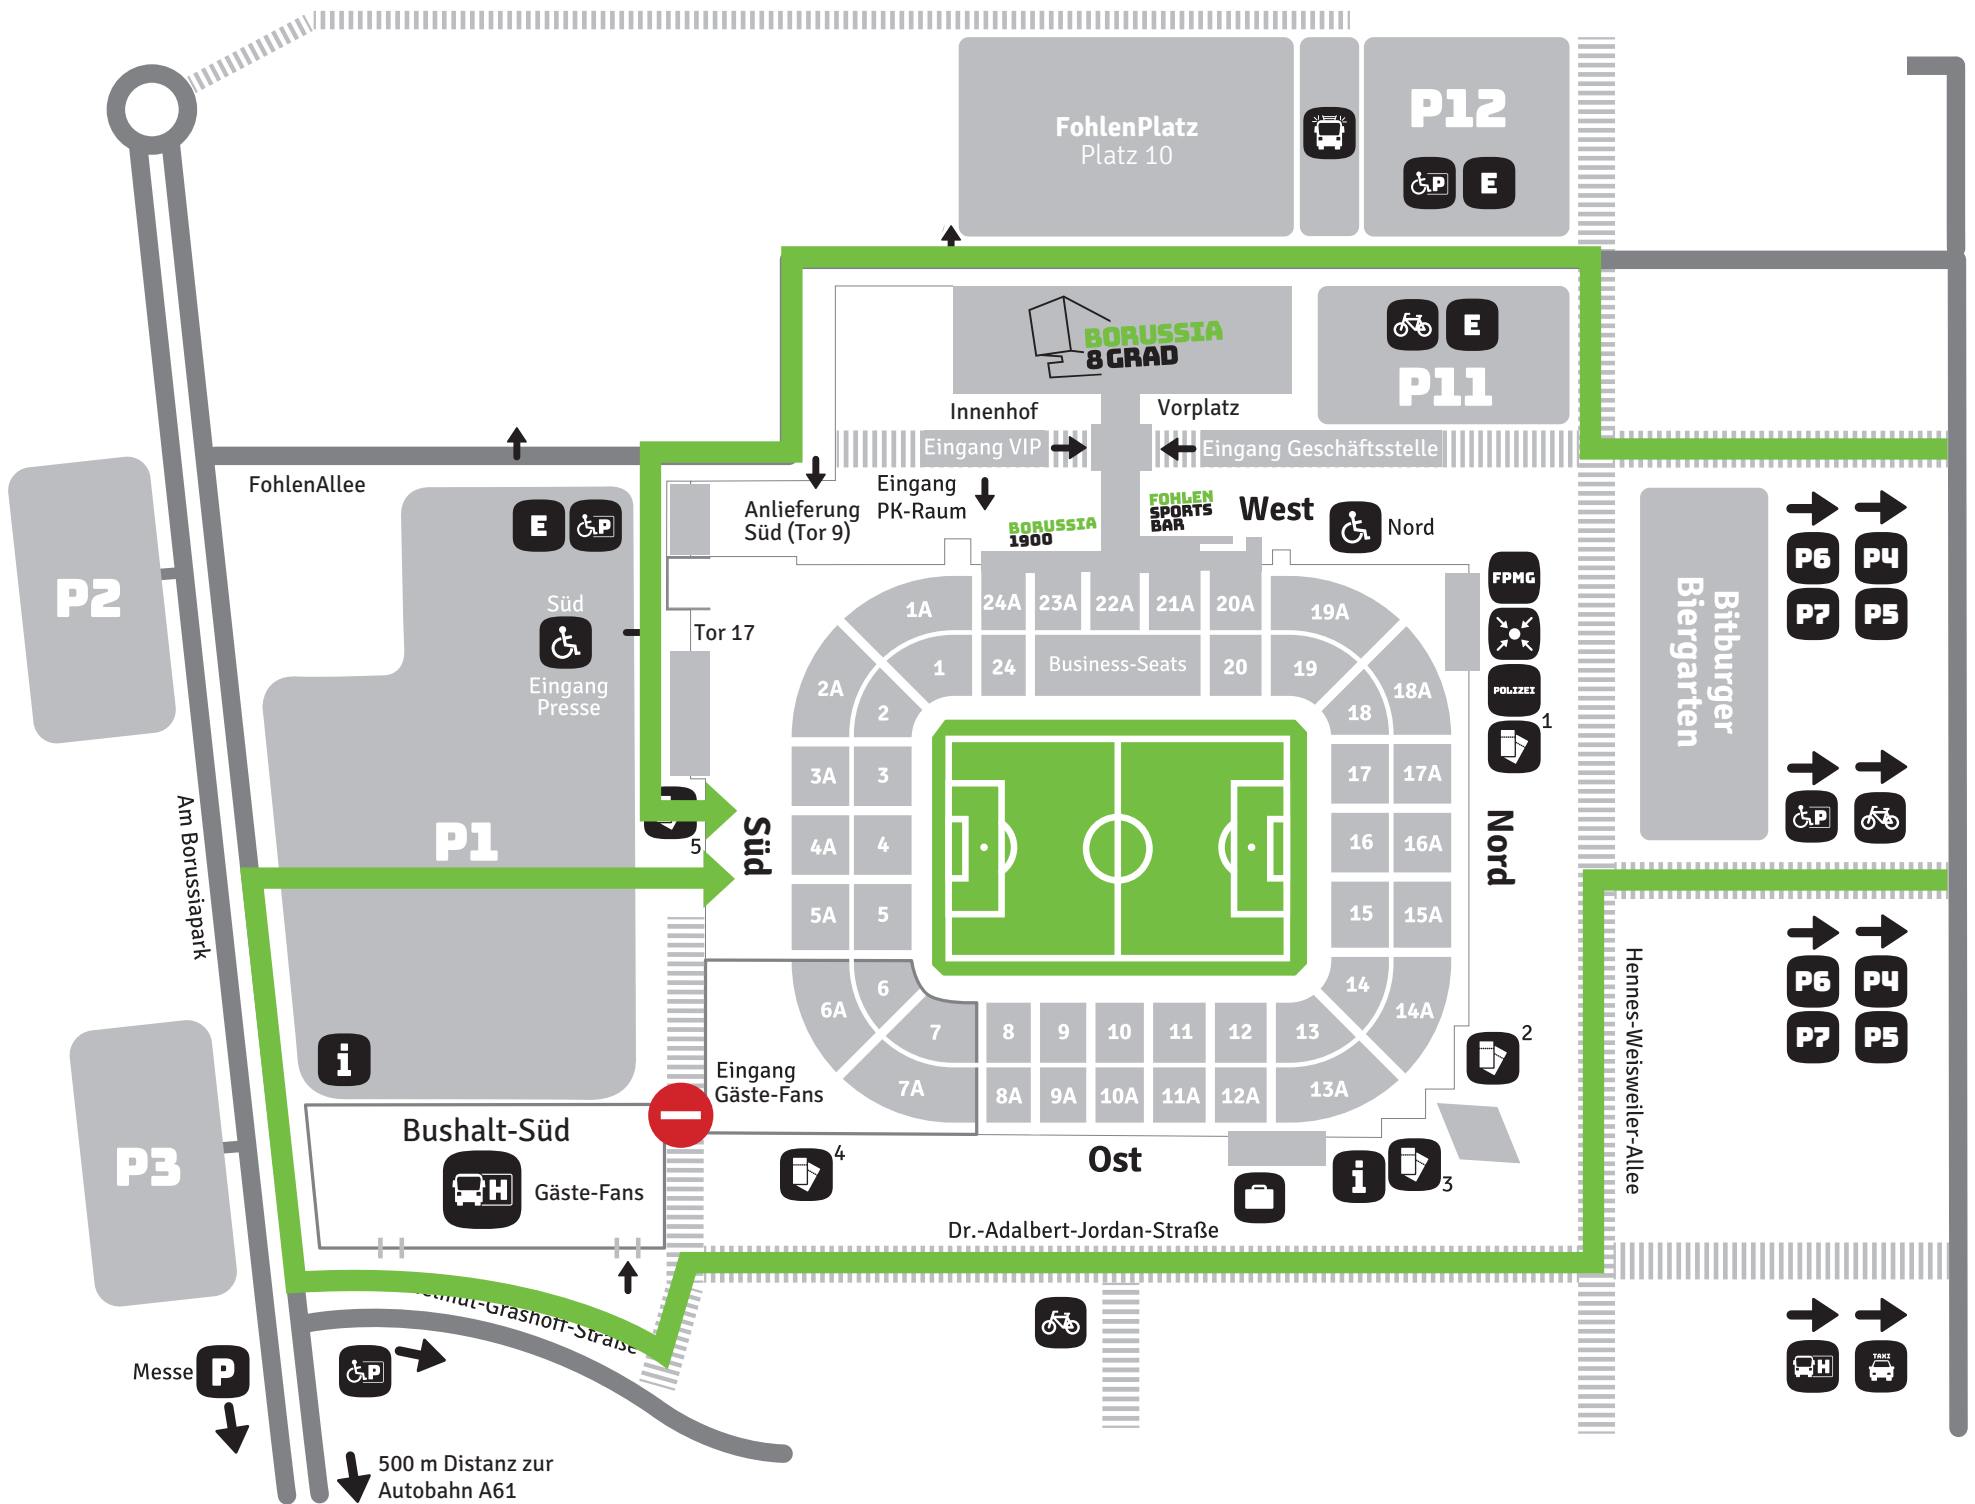 FohlenPlatz
Platz 10
P12
P
E
BORUSSIA
8 GRAD
E
P11
Innenhof
Vorplatz
Eingang VIP
Eingang Geschäftsstelle
FohlenAllee
E
P
Anlieferung
Süd (Tor 9)
Eingang
PK-Raum
BORUSSIA
1900
FOHLEN
SPORTS
BAR
West
Nord
P2
Süd
Eingang
Presse
Tor 17
FPMG
POLIZEI
1
Bitburger
Biergarten
P6
P4
P7
P5
P
1A
24A
23A
22A
21A
20A
19A
1
24
Business-Seats
20
19
2A
2
18
18A
3A
3
17
17A
4A
4
16
16A
5A
5
15
15A
6A
6
14
14A
7
8
9
10
11
12
13
7A
8A
9A
10A
11A
12A
13A
Am Borussiapark
P1
5
Süd
Nord
Hennes-Weisweiler-Allee
P6
P4
P7
P5
i
Eingang
Gäste-Fans
2
Bushalt-Süd
H
Gäste-Fans
P3
4
Ost
i
3
Dr.-Adalbert-Jordan-Straße
-Grashoff-Straße
Messe
P
P
H
TAXI
500 m Distanz zur
Autobahn A61